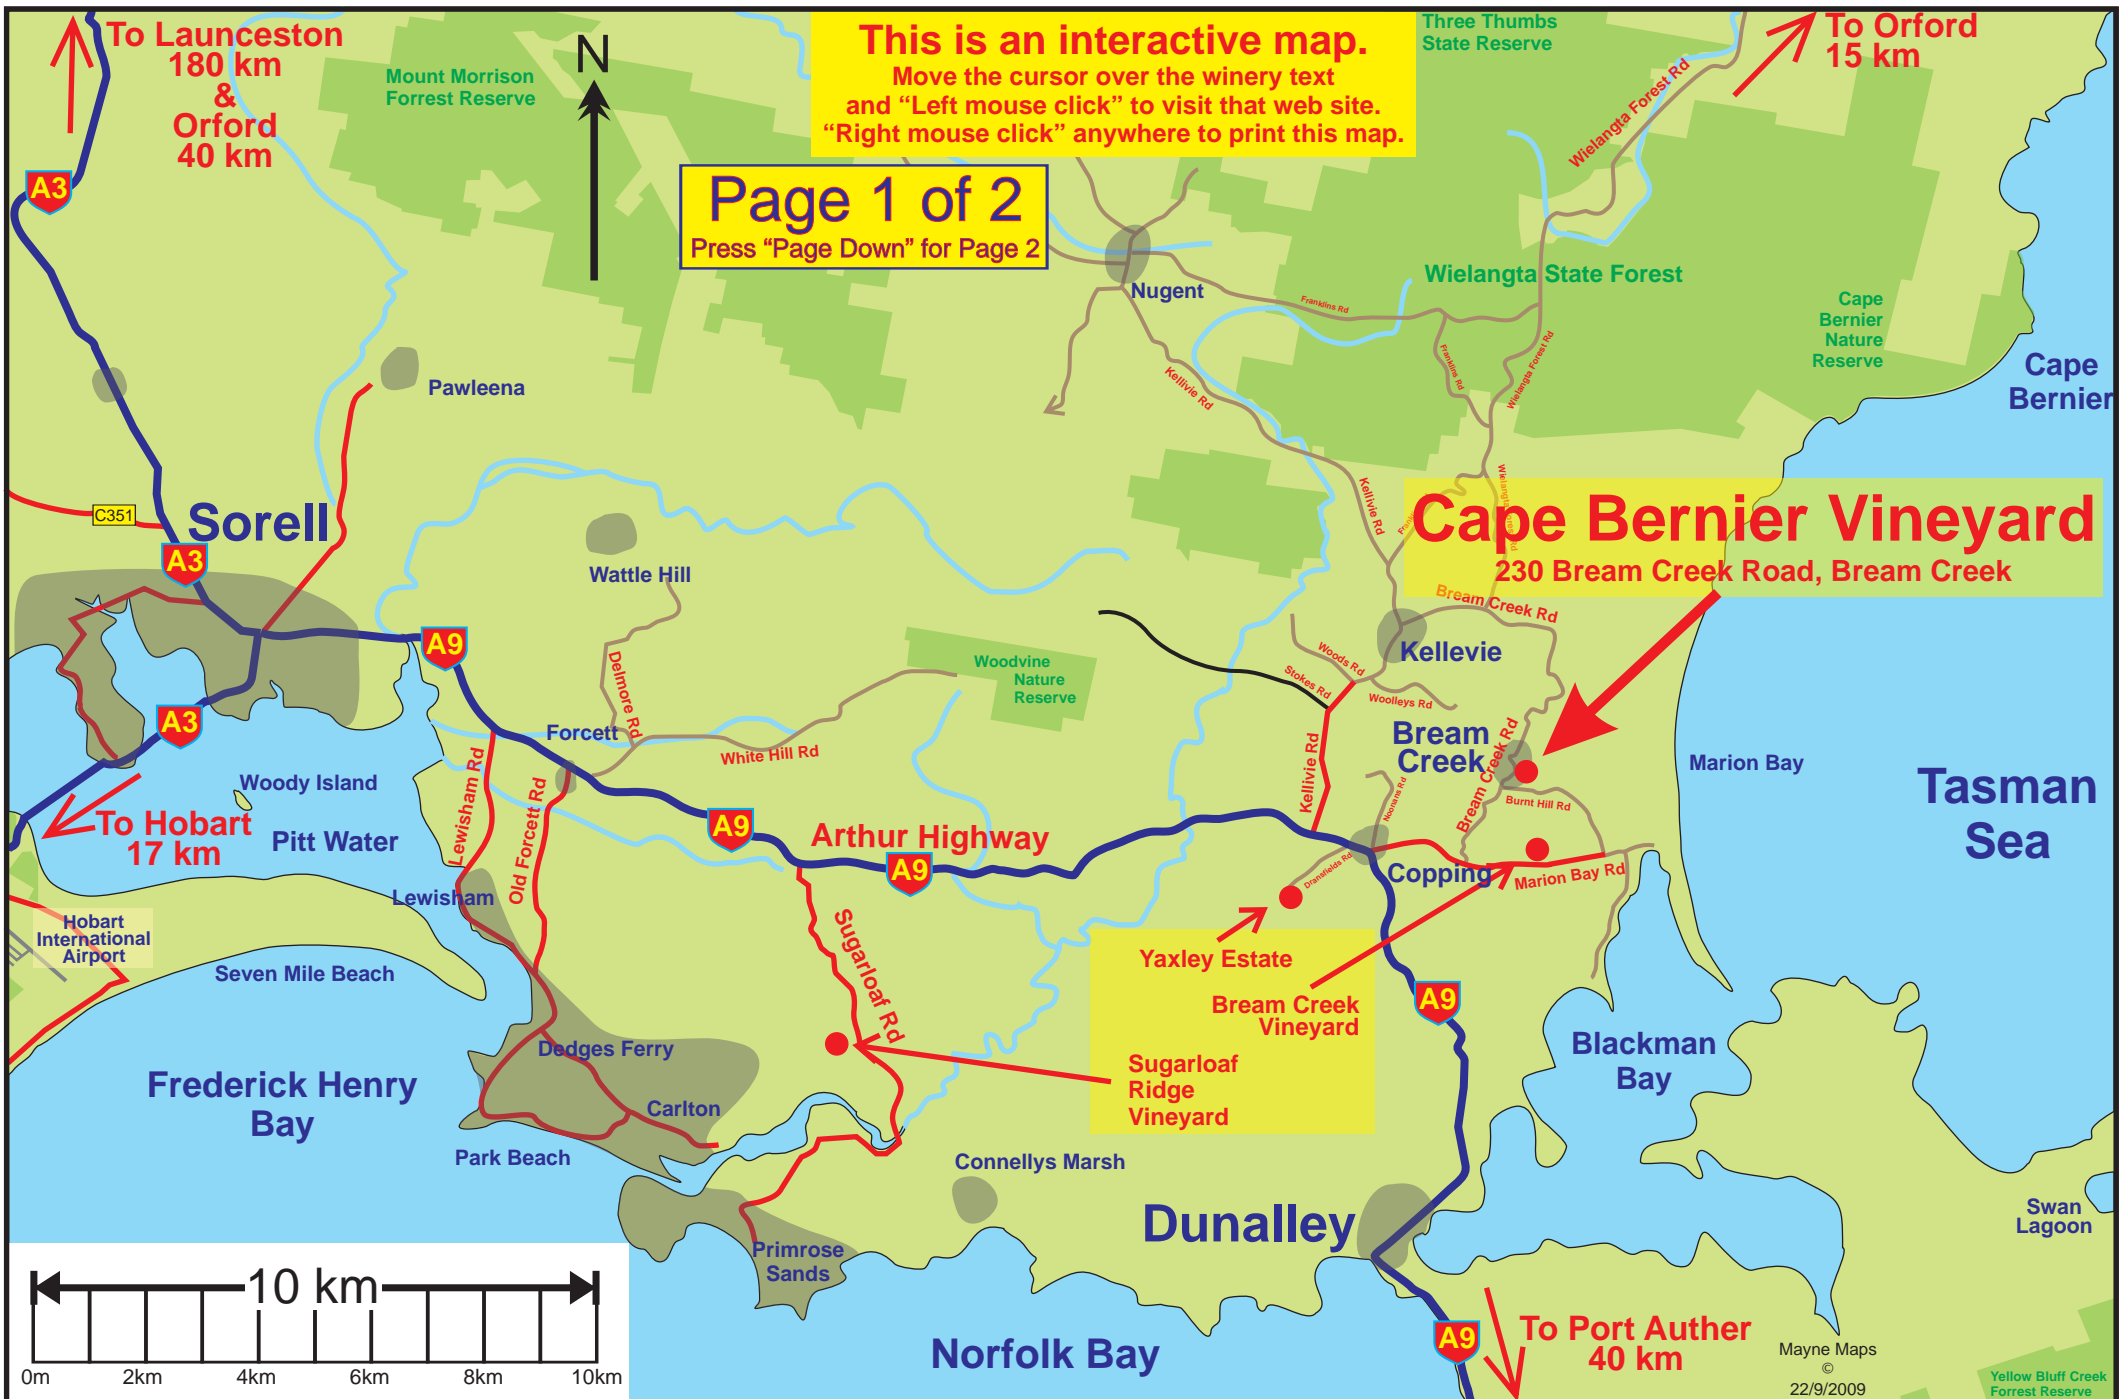 To Launceston
180 km
&
Orford
40 km
A3
Mount Morrison
Forrest Reserve
N
This is an interactive map.
Move the cursor over the winery text
and “Left mouse click” to visit that web site.
“Right mouse click” anywhere to print this map.
Page 1 of 2
Press “Page Down” for Page 2
Three Thumbs
State Reserve
To Orford
15 km
Wielangta Forest Rd
Wielangta State Forest
Nugent
Franklins Rd
Franklins Rd
Wielangta Forest Rd
Cape
Bernier
Nature
Reserve
Cape
Bernier
Pawleena
Kellivie Rd
Kellivie Rd
C351
Sorell
A3
Wattle Hill
Cape Bernier Vineyard
230 Bream Creek Road, Bream Creek
Bream Creek Rd
A9
Delmore Rd
Woodvine
Nature
Reserve
Woods Rd
Stokes Rd
Kellevie
Woolleys Rd
A3
Forcett
White Hill Rd
Lewisham Rd
Old Forcett Rd
Kellivie Rd
Bream
Creek
Bream Creek Rd
Noonans Rd
Burnt Hill Rd
Marion Bay
Tasman
Sea
Woody Island
To Hobart
17 km
Pitt Water
A9
Arthur Highway
A9
Dransfields Rd
Copping
Marion Bay Rd
Lewisham
Hobart
International
Airport
Seven Mile Beach
Sugarloaf Rd
Yaxley Estate
Bream Creek
Vineyard
A9
Sugarloaf
Ridge
Vineyard
Dedges Ferry
Blackman
Bay
Frederick Henry
Bay
Carlton
Park Beach
Connellys Marsh
Dunalley
Swan
Lagoon
Primrose
Sands
10 km
0m
2km
4km
6km
8km
10km
Norfolk Bay
A9
To Port Auther
40 km
Mayne Maps
©
22/9/2009
Yellow Bluff Creek
Forrest Reserve